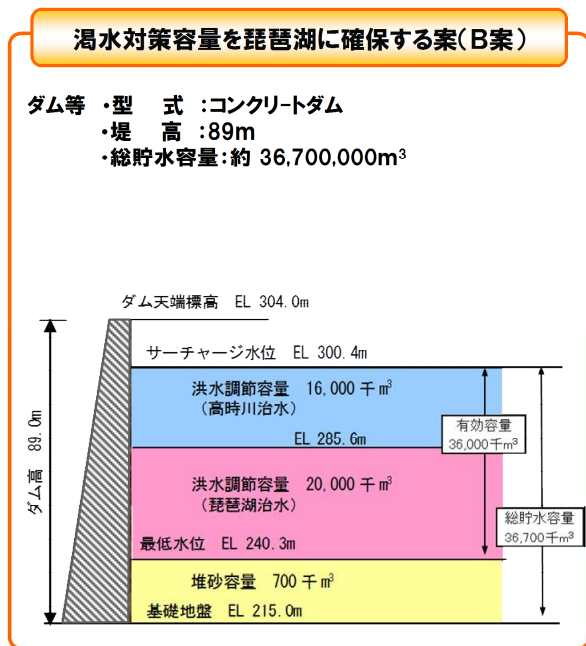 渇水対策容量を琵琶湖に確保する案(B案)
ダム等 ・型 式 :コンクリートダム
・堤 高 :89m
・総貯水容量:約 36,700,000m³
ダム天端標高 EL 304.0m
サーチャージ水位 EL 300.4m
洪水調節容量 16,000 千㎥
(高時川治水)
有効容量
36,000千㎥
EL 285.6m
ダム高 89.0m
洪水調節容量 20,000 千㎥
(琵琶湖治水)
総貯水容量
36,700千㎥
最低水位 EL 240.3m
堆砂容量 700 千㎥
基礎地盤 EL 215.0m